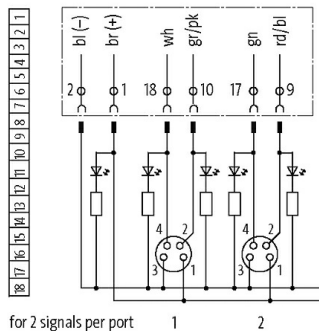 1 2 3 4 5 6 7 8 9 10 11 12 13 14 15 16 17 18
bl (−) br (+) wh gr/pk gn rd/bl
2 1 18 10 17 9
4 2 4 2
3 1 3 1
for 2 signals per port 1 2